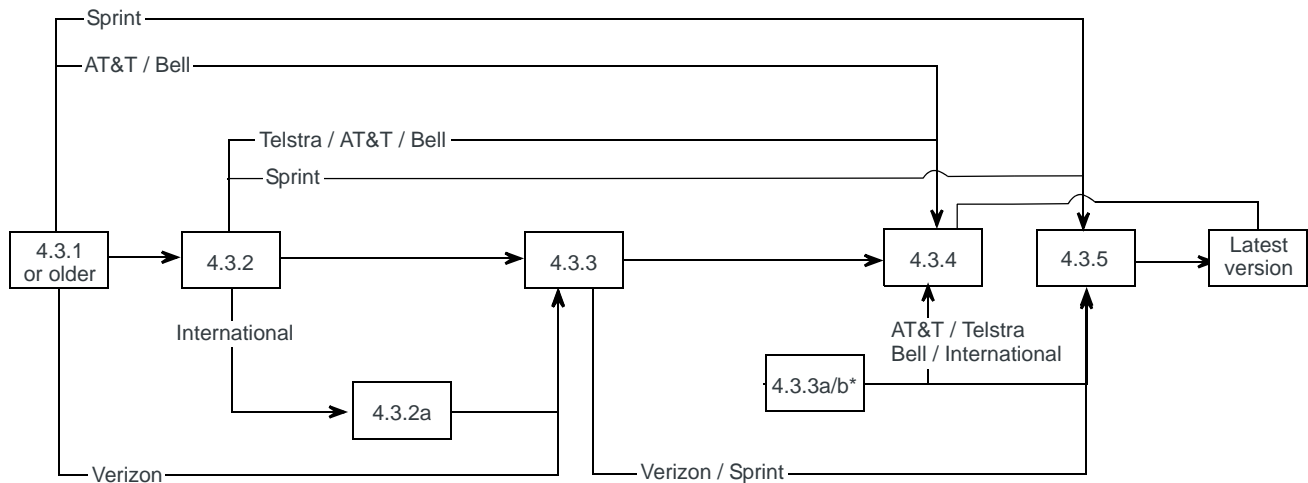 Sprint
AT&T / Bell
Telstra / AT&T / Bell
Sprint
4.3.1
or older
4.3.2
4.3.3
4.3.4
4.3.5
Latest
version
International
AT&T / Telstra
Bell / International
4.3.2a
4.3.3a/b*
Verizon
Verizon / Sprint